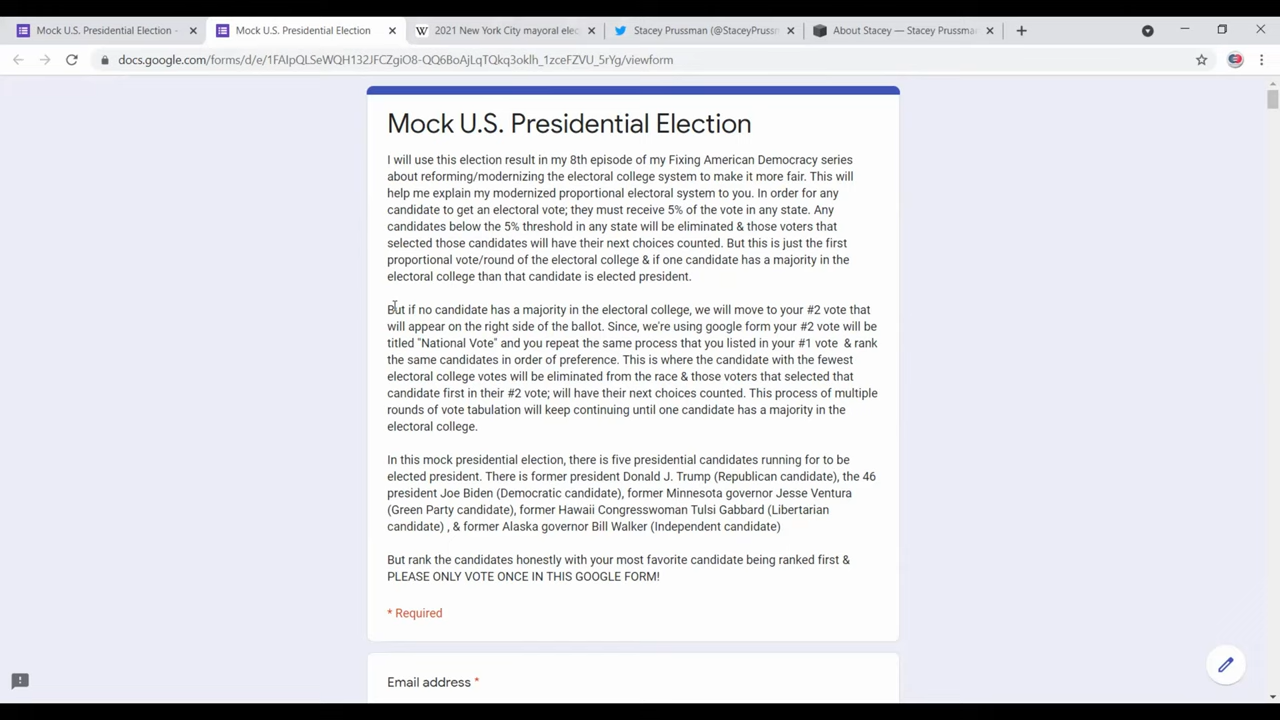 Mock U.S. Presidential Election -
Mock U.S. Presidential Election
2021 New York City mayoral elec
Stacey Prussman (@StaceyPrussm
About Stacey — Stacey Prussman
docs.google.com/forms/d/e/1FAIpQLSeWQH132JFCZgiO8-QQ6BoAjLqTQkq3oklh_1zceFZVU_5rYg/viewform
Mock U.S. Presidential Election
I will use this election result in my 8th episode of my Fixing American Democracy series
about reforming/modernizing the electoral college system to make it more fair. This will
help me explain my modernized proportional electoral system to you. In order for any
candidate to get an electoral vote; they must receive 5% of the vote in any state. Any
candidates below the 5% threshold in any state will be eliminated & those voters that
selected those candidates will have their next choices counted. But this is just the first
proportional vote/round of the electoral college & if one candidate has a majority in the
electoral college than that candidate is elected president.
But if no candidate has a majority in the electoral college, we will move to your #2 vote that
will appear on the right side of the ballot. Since, we're using google form your #2 vote will be
titled "National Vote" and you repeat the same process that you listed in your #1 vote & rank
the same candidates in order of preference. This is where the candidate with the fewest
electoral college votes will be eliminated from the race & those voters that selected that
candidate first in their #2 vote; will have their next choices counted. This process of multiple
rounds of vote tabulation will keep continuing until one candidate has a majority in the
electoral college.
In this mock presidential election, there is five presidential candidates running for to be
elected president. There is former president Donald J. Trump (Republican candidate), the 46
president Joe Biden (Democratic candidate), former Minnesota governor Jesse Ventura
(Green Party candidate), former Hawaii Congresswoman Tulsi Gabbard (Libertarian
candidate) , & former Alaska governor Bill Walker (Independent candidate)
But rank the candidates honestly with your most favorite candidate being ranked first &
PLEASE ONLY VOTE ONCE IN THIS GOOGLE FORM!
* Required
Email address *